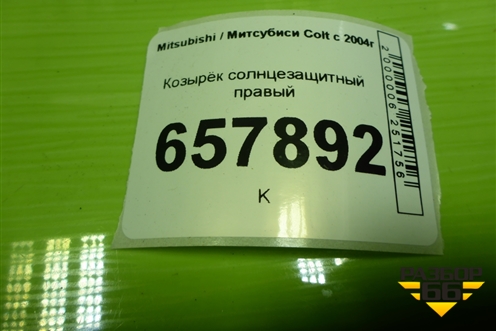 Mitsubishi / Митсубиси Colt с 2004г
Козырёк солнцезащитный
правый
657892
К
2000006251756
РАЗБОР
66